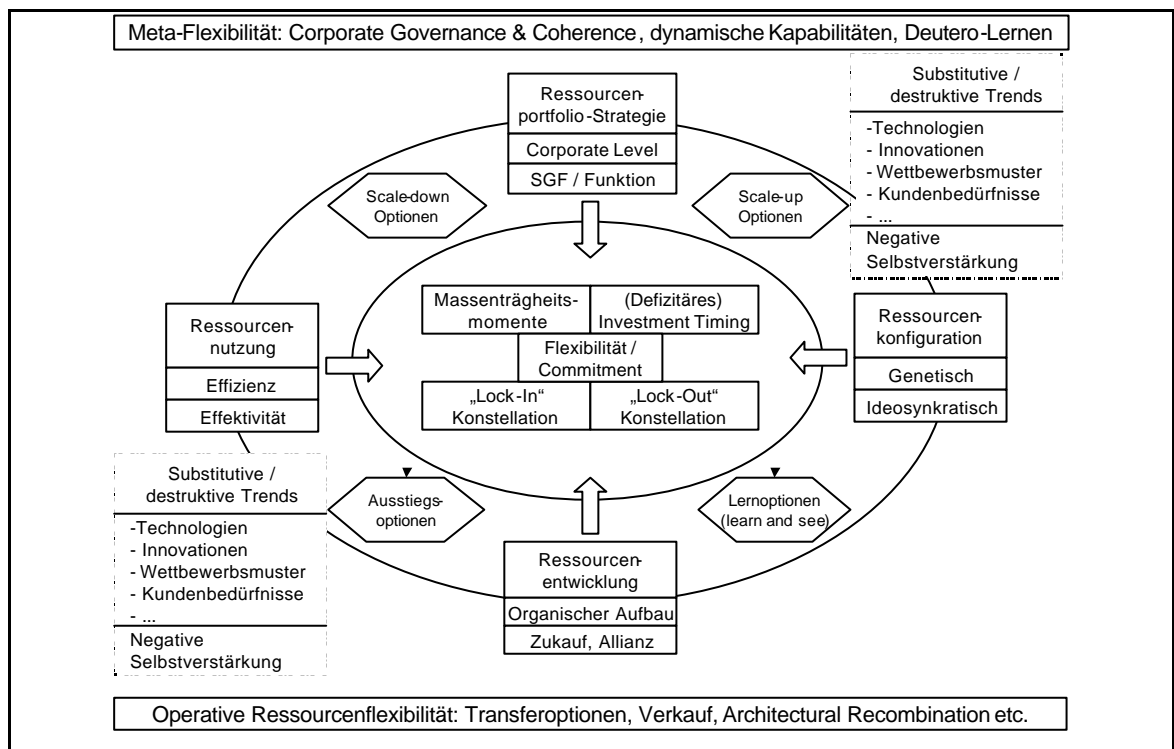 Meta-Flexibilität: Corporate Governance & Coherence, dynamische Kapabilitäten, Deutero-Lernen
Ressourcen-
portfolio-Strategie
Corporate Level
SGF / Funktion
Substitutive /
destruktive Trends
-Technologien
- Innovationen
- Wettbewerbsmuster
- Kundenbedürfnisse
- ...
Negative
Selbstverstärkung
Scale-down
Optionen
Scale-up
Optionen
Ressourcen-
nutzung
Effizienz
Effektivität
Massenträgheits-
momente
(Defizitäres)
Investment Timing
Flexibilität /
Commitment
„Lock-In“
Konstellation
„Lock-Out“
Konstellation
Ressourcen-
konfiguration
Genetisch
Ideosynkratisch
Substitutive /
destruktive Trends
-Technologien
- Innovationen
- Wettbewerbsmuster
- Kundenbedürfnisse
- ...
Negative
Selbstverstärkung
Ausstiegs-
optionen
Lernoptionen
(learn and see)
Ressourcen-
entwicklung
Organischer Aufbau
Zukauf, Allianz
Operative Ressourcenflexibilität: Transferoptionen, Verkauf, Architectural Recombination etc.